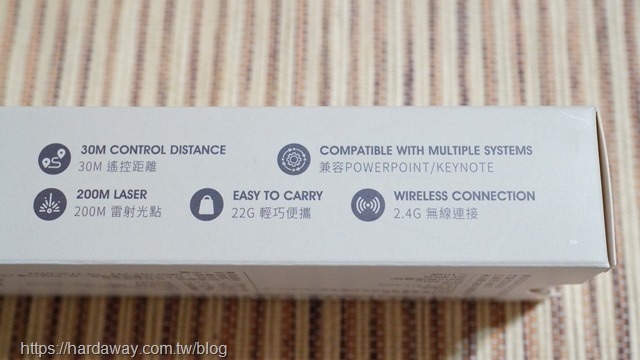 30M CONTROL DISTANCE
30M 遙控距離
COMPATIBLE WITH MULTIPLE SYSTEMS
兼容POWERPOINT/KEYNOTE
200M LASER
200M 雷射光點
EASY TO CARRY
22G 輕巧便攜
WIRELESS CONNECTION
2.4G 無線連接
https://hardaway.com.tw/blog